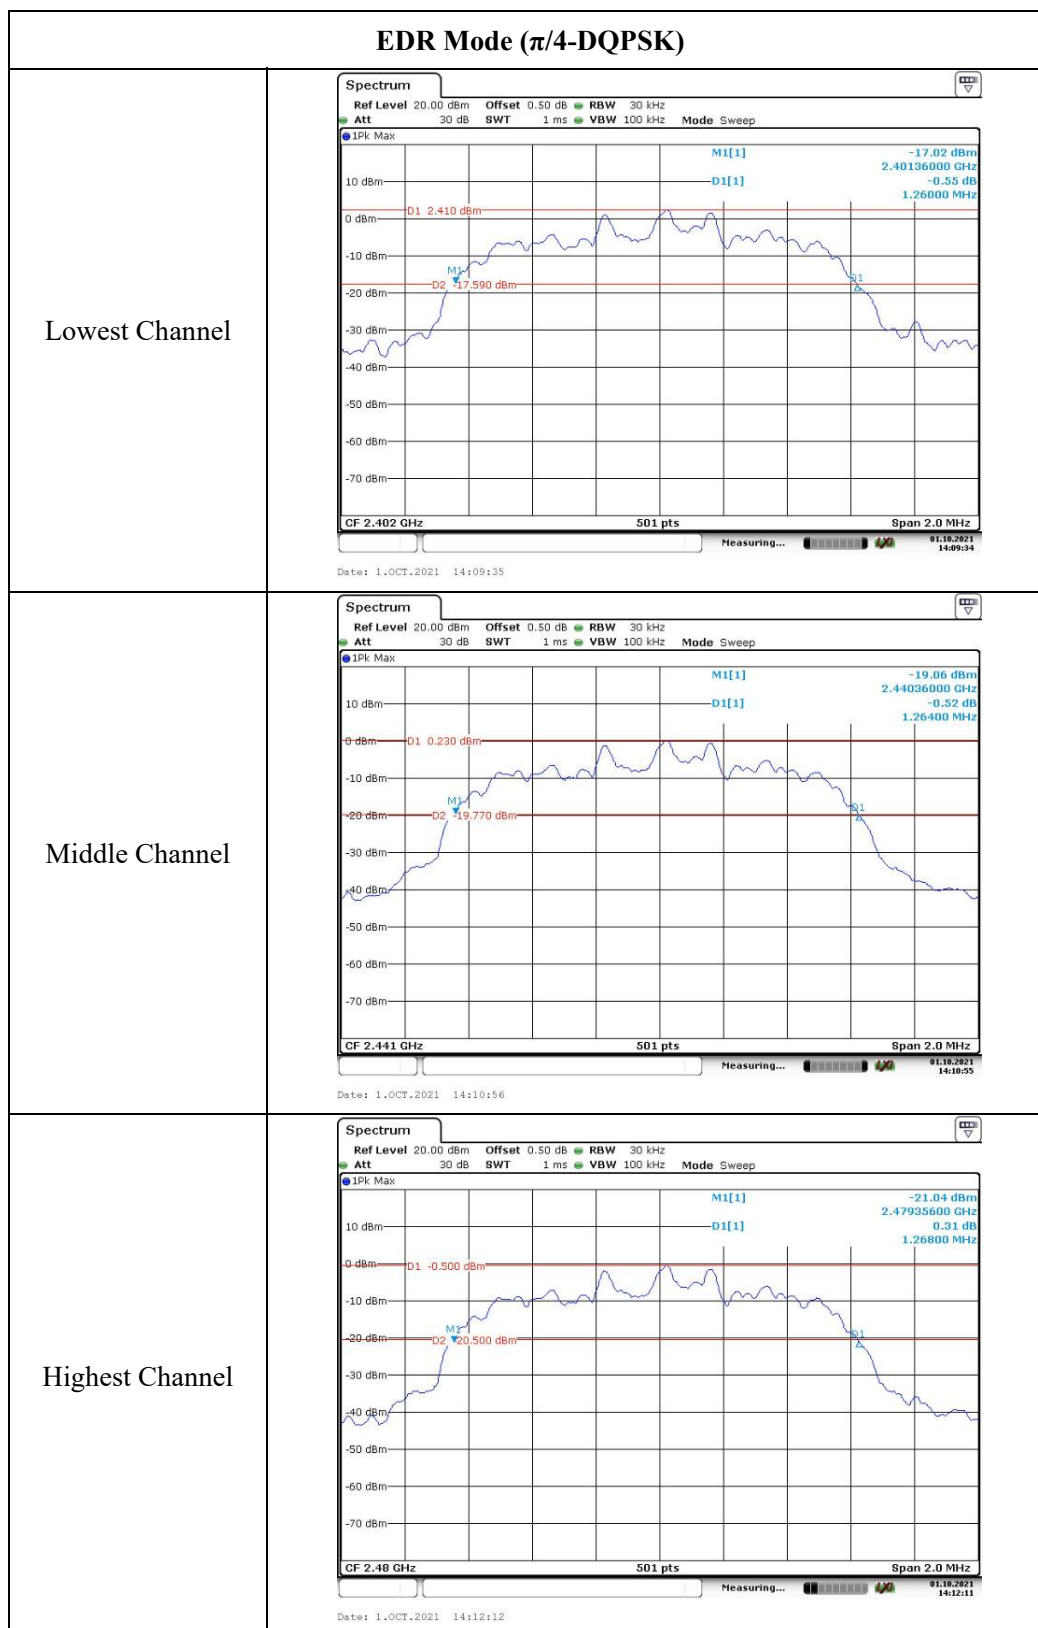 EDR Mode (π/4-DQPSK)
Lowest Channel
Spectrum
Ref Level 20.00 dBm Offset 0.50 dB RBW 30 kHz
Att 30 dB SWT 1 ms VBW 100 kHz Mode Sweep
1Pk Max
M1[1] -17.02 dBm
2.40136000 GHz
10 dBm D1[1] -0.55 dB
1.26000 MHz
D1 2.410 dBm
0 dBm
-10 dBm
M1 D1
D2 -17.590 dBm
-20 dBm
-30 dBm
-40 dBm
-50 dBm
-60 dBm
-70 dBm
CF 2.402 GHz 501 pts Span 2.0 MHz
Measuring... LXI 01.10.2021
14:09:34
Date: 1.OCT.2021 14:09:35
Middle Channel
Spectrum
Ref Level 20.00 dBm Offset 0.50 dB RBW 30 kHz
Att 30 dB SWT 1 ms VBW 100 kHz Mode Sweep
1Pk Max
M1[1] -19.06 dBm
2.44036000 GHz
10 dBm D1[1] -0.52 dB
1.26400 MHz
0 dBm D1 0.230 dBm
-10 dBm
M1 D1
-20 dBm D2 -19.770 dBm
-30 dBm
-40 dBm
-50 dBm
-60 dBm
-70 dBm
CF 2.441 GHz 501 pts Span 2.0 MHz
Measuring... LXI 01.10.2021
14:10:55
Date: 1.OCT.2021 14:10:56
Highest Channel
Spectrum
Ref Level 20.00 dBm Offset 0.50 dB RBW 30 kHz
Att 30 dB SWT 1 ms VBW 100 kHz Mode Sweep
1Pk Max
M1[1] -21.04 dBm
2.47935600 GHz
10 dBm D1[1] 0.31 dB
1.26800 MHz
0 dBm D1 -0.500 dBm
-10 dBm
M1 D1
-20 dBm D2 -20.500 dBm
-30 dBm
-40 dBm
-50 dBm
-60 dBm
-70 dBm
CF 2.48 GHz 501 pts Span 2.0 MHz
Measuring... LXI 01.10.2021
14:12:11
Date: 1.OCT.2021 14:12:12